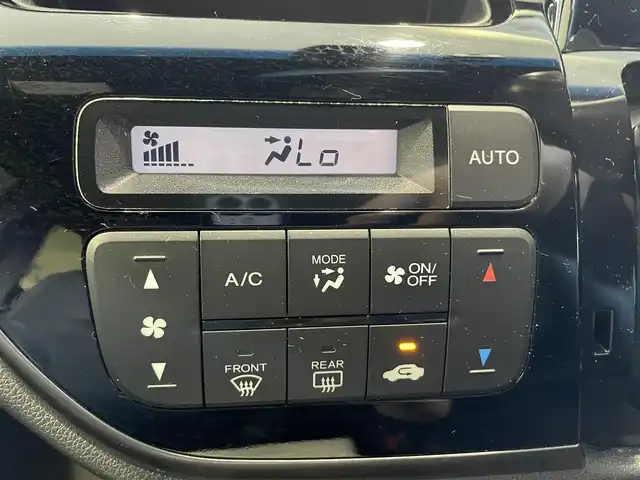 Lo
AUTO
A/C
MODE
ON/
OFF
FRONT
REAR